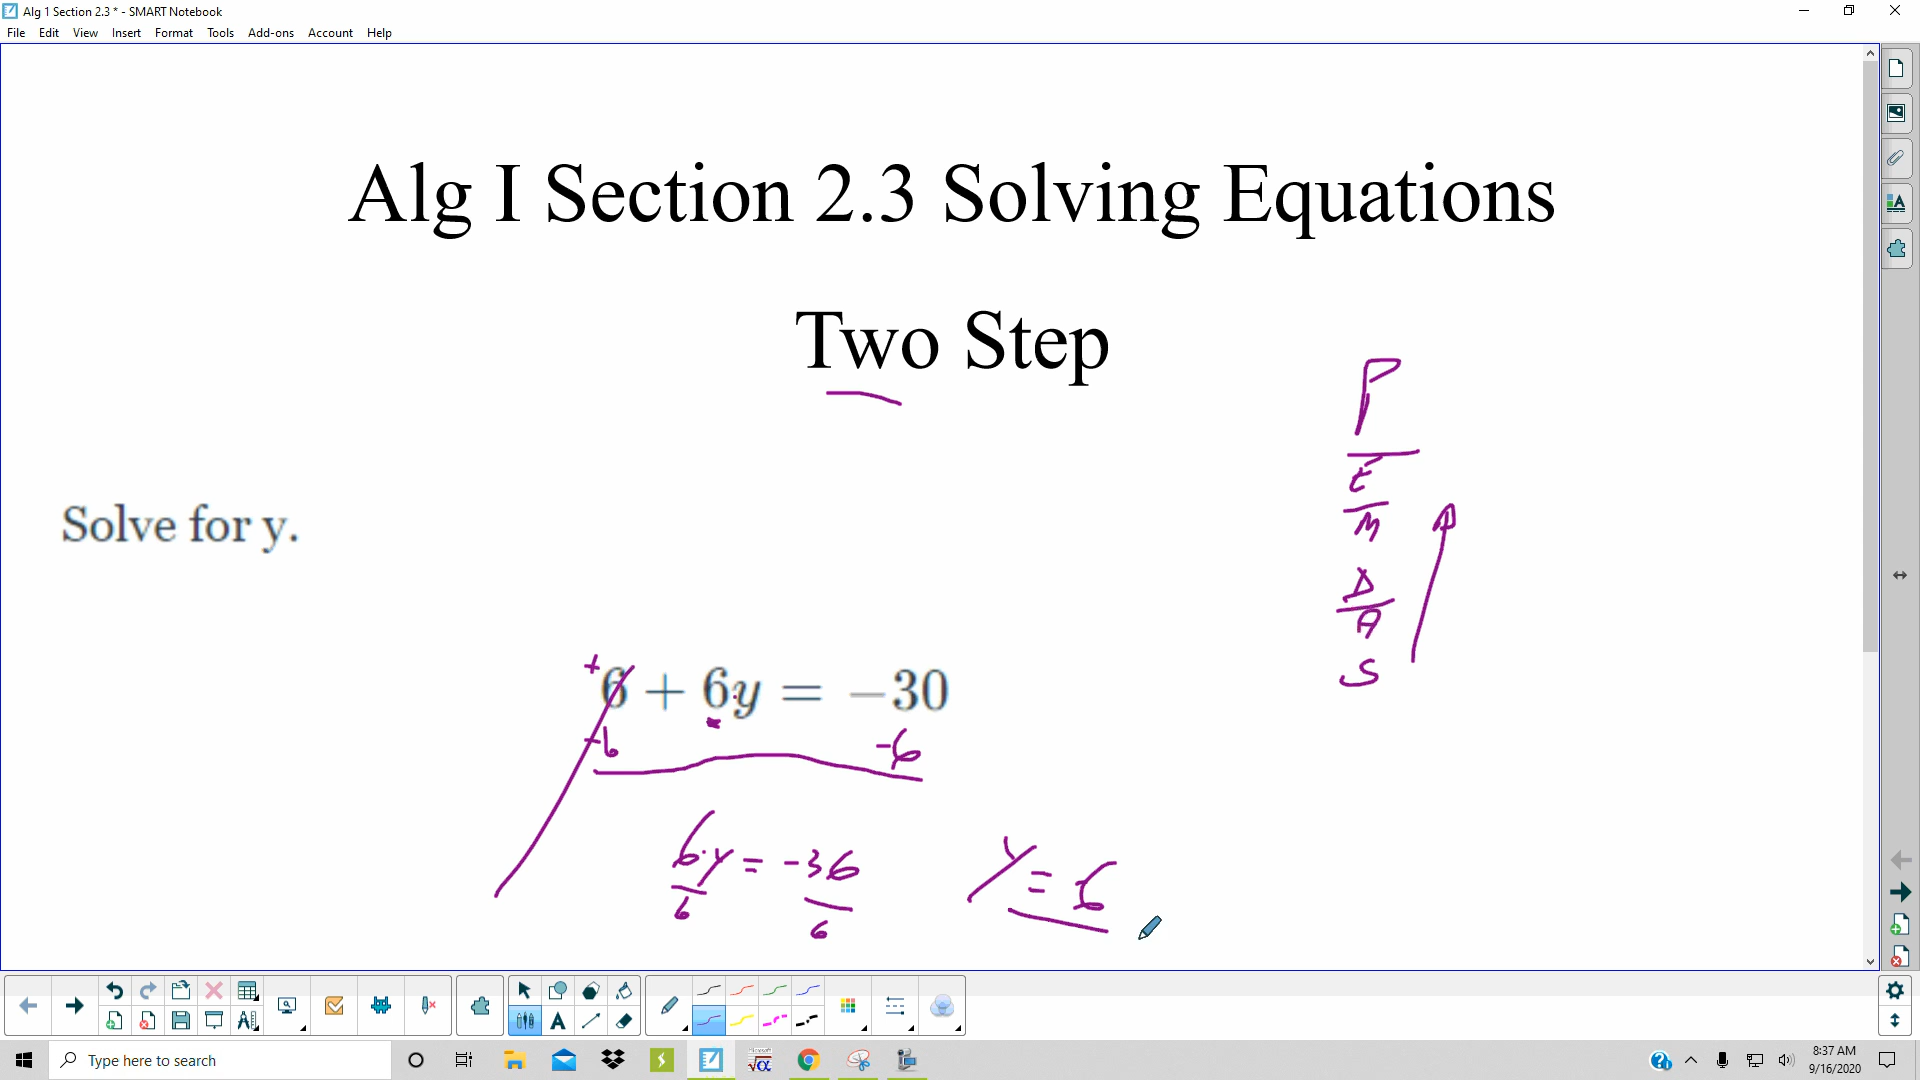 Alg 1 Section 2.3 * - SMART Notebook
File Edit View Insert Format Tools Add-ons Account Help
Alg I Section 2.3 Solving Equations
Two Step
P
E
M
D
A
S
Solve for y.
+
6 + 6y = −30
-6 -6
6·y = -36
6 6
y = 6
Type here to search
8:37 AM
9/16/2020